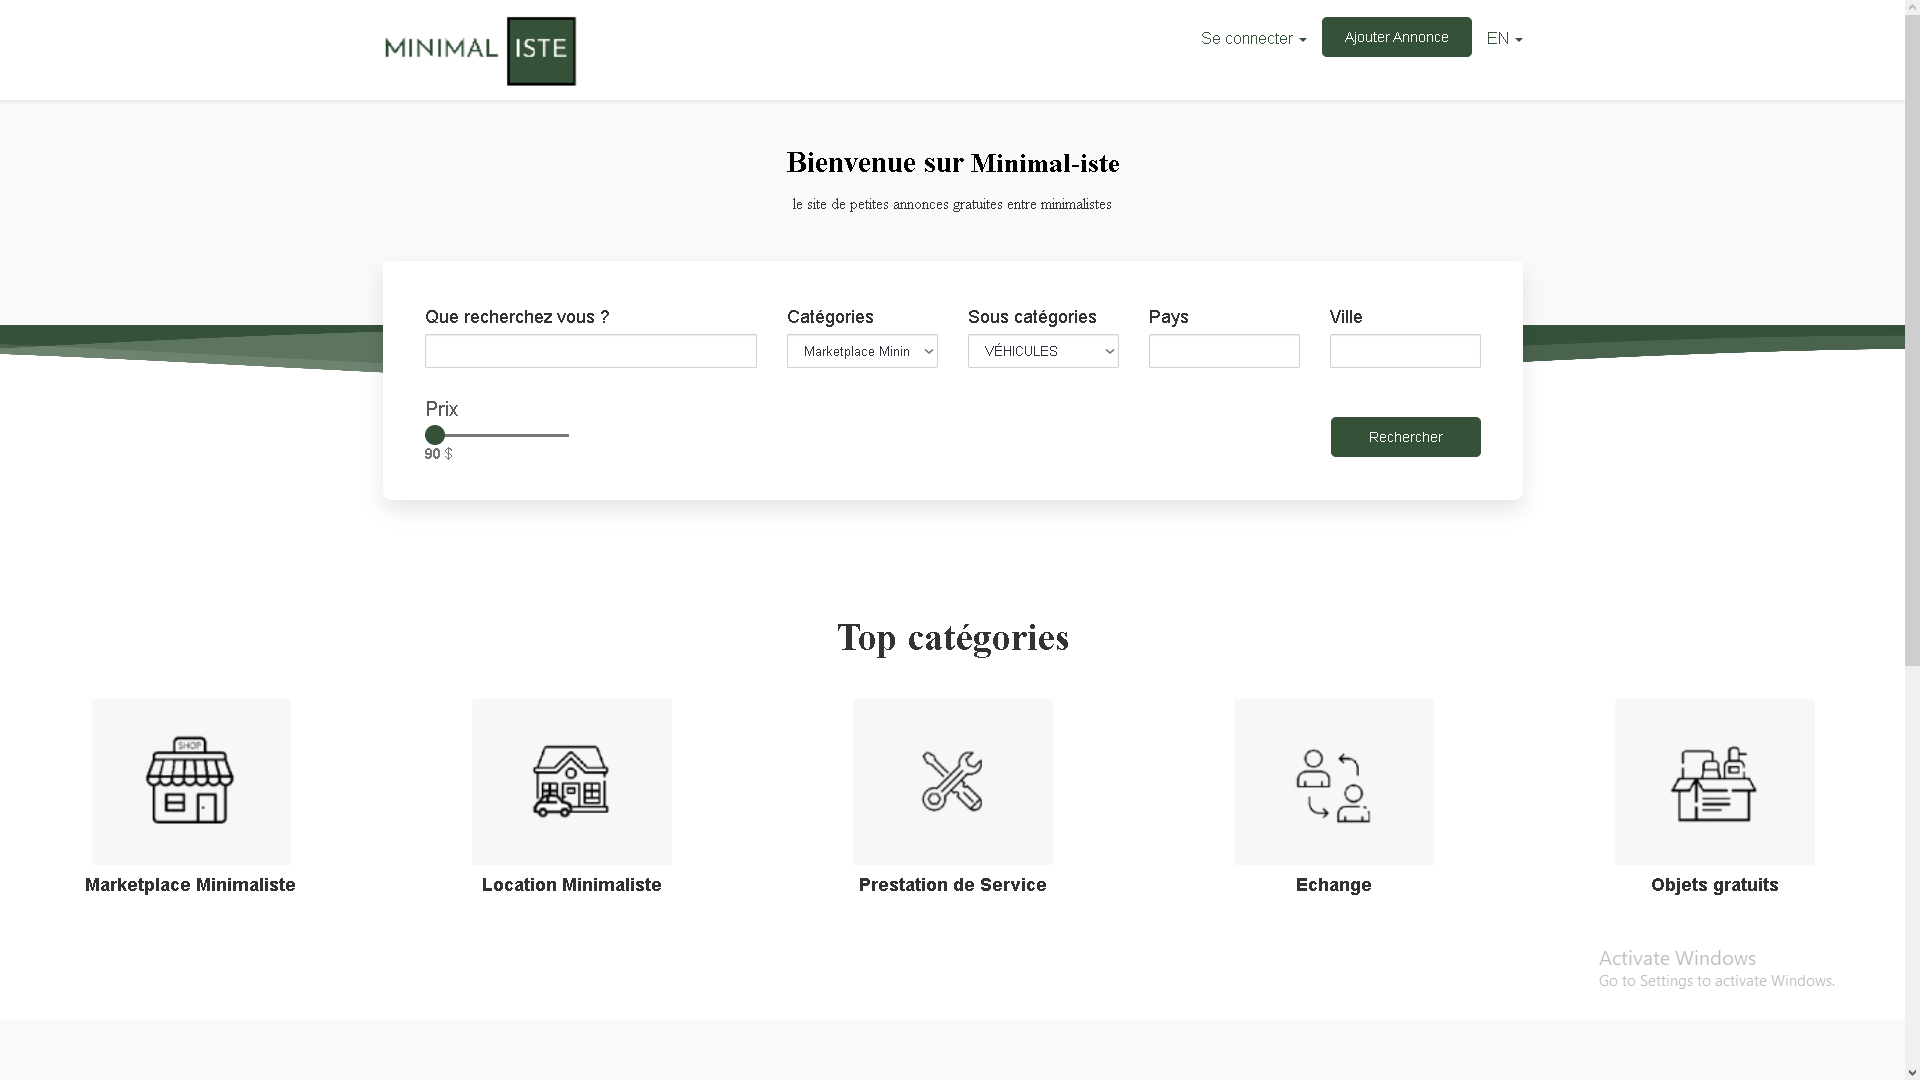 MINIMAL ISTE
Se connecter
Ajouter Annonce
EN
Bienvenue sur Minimal-iste
le site de petites annonces gratuites entre minimalistes
Que recherchez vous ?
Catégories
Sous catégories
Pays
Ville
Marketplace Minin
VÉHICULES
Prix
90 $
Rechercher
Top catégories
SHOP
Marketplace Minimaliste
Location Minimaliste
Prestation de Service
Echange
Objets gratuits
Activate Windows
Go to Settings to activate Windows.